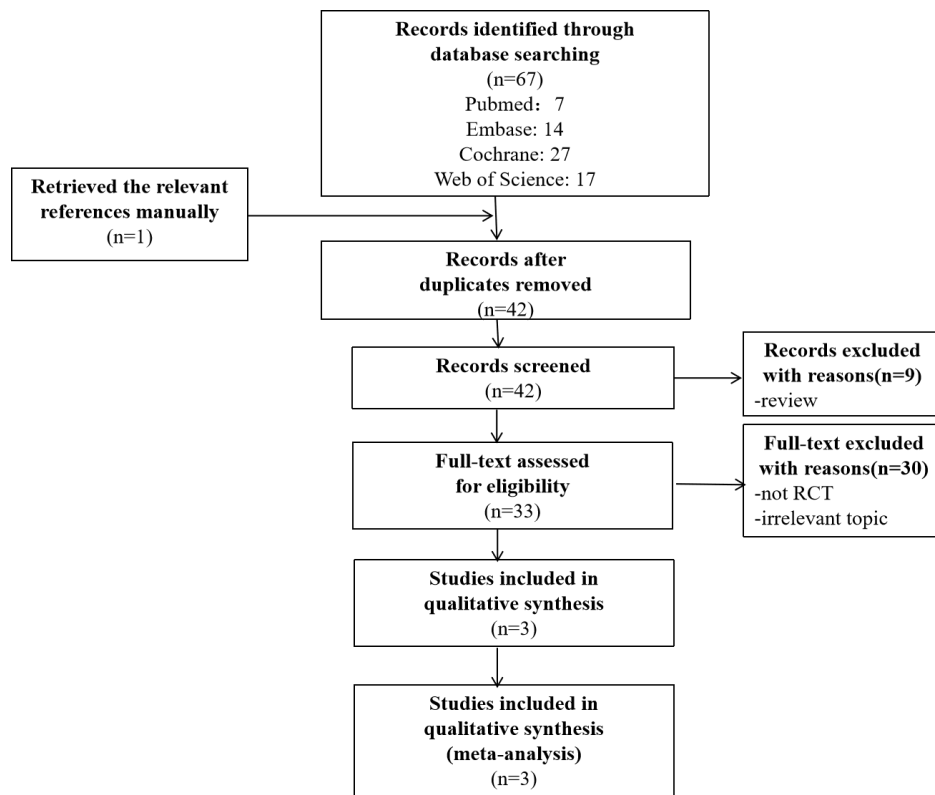 Records identified through
database searching
(n=67)
Pubmed： 7
Embase: 14
Cochrane: 27
Web of Science: 17
Retrieved the relevant
references manually
(n=1)
Records after
duplicates removed
(n=42)
Records screened
(n=42)
Records excluded
with reasons(n=9)
-review
Full-text assessed
for eligibility
(n=33)
Full-text excluded
with reasons(n=30)
-not RCT
-irrelevant topic
Studies included in
qualitative synthesis
(n=3)
Studies included in
qualitative synthesis
(meta-analysis)
(n=3)